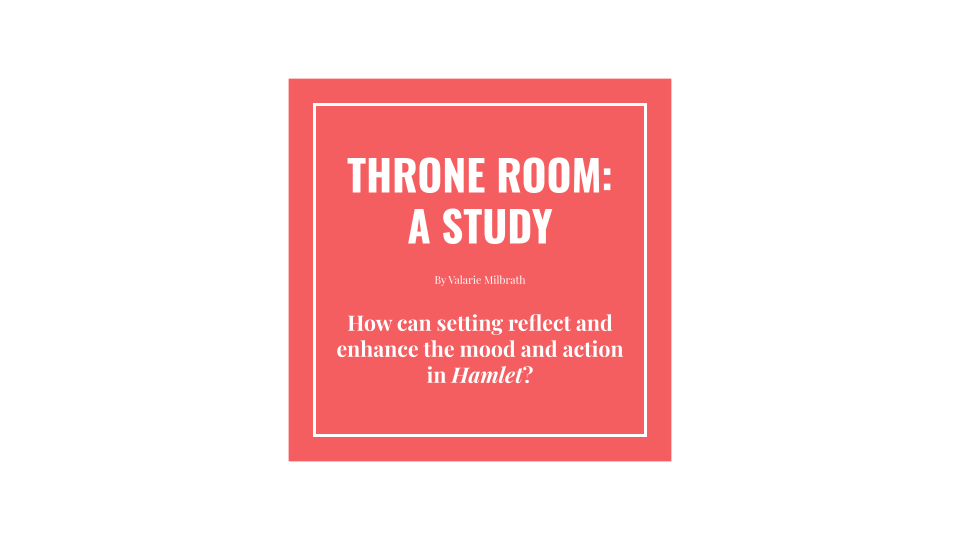 THRONE ROOM:
A STUDY
By Valarie Milbrath
How can setting reflect and
enhance the mood and action
in Hamlet?